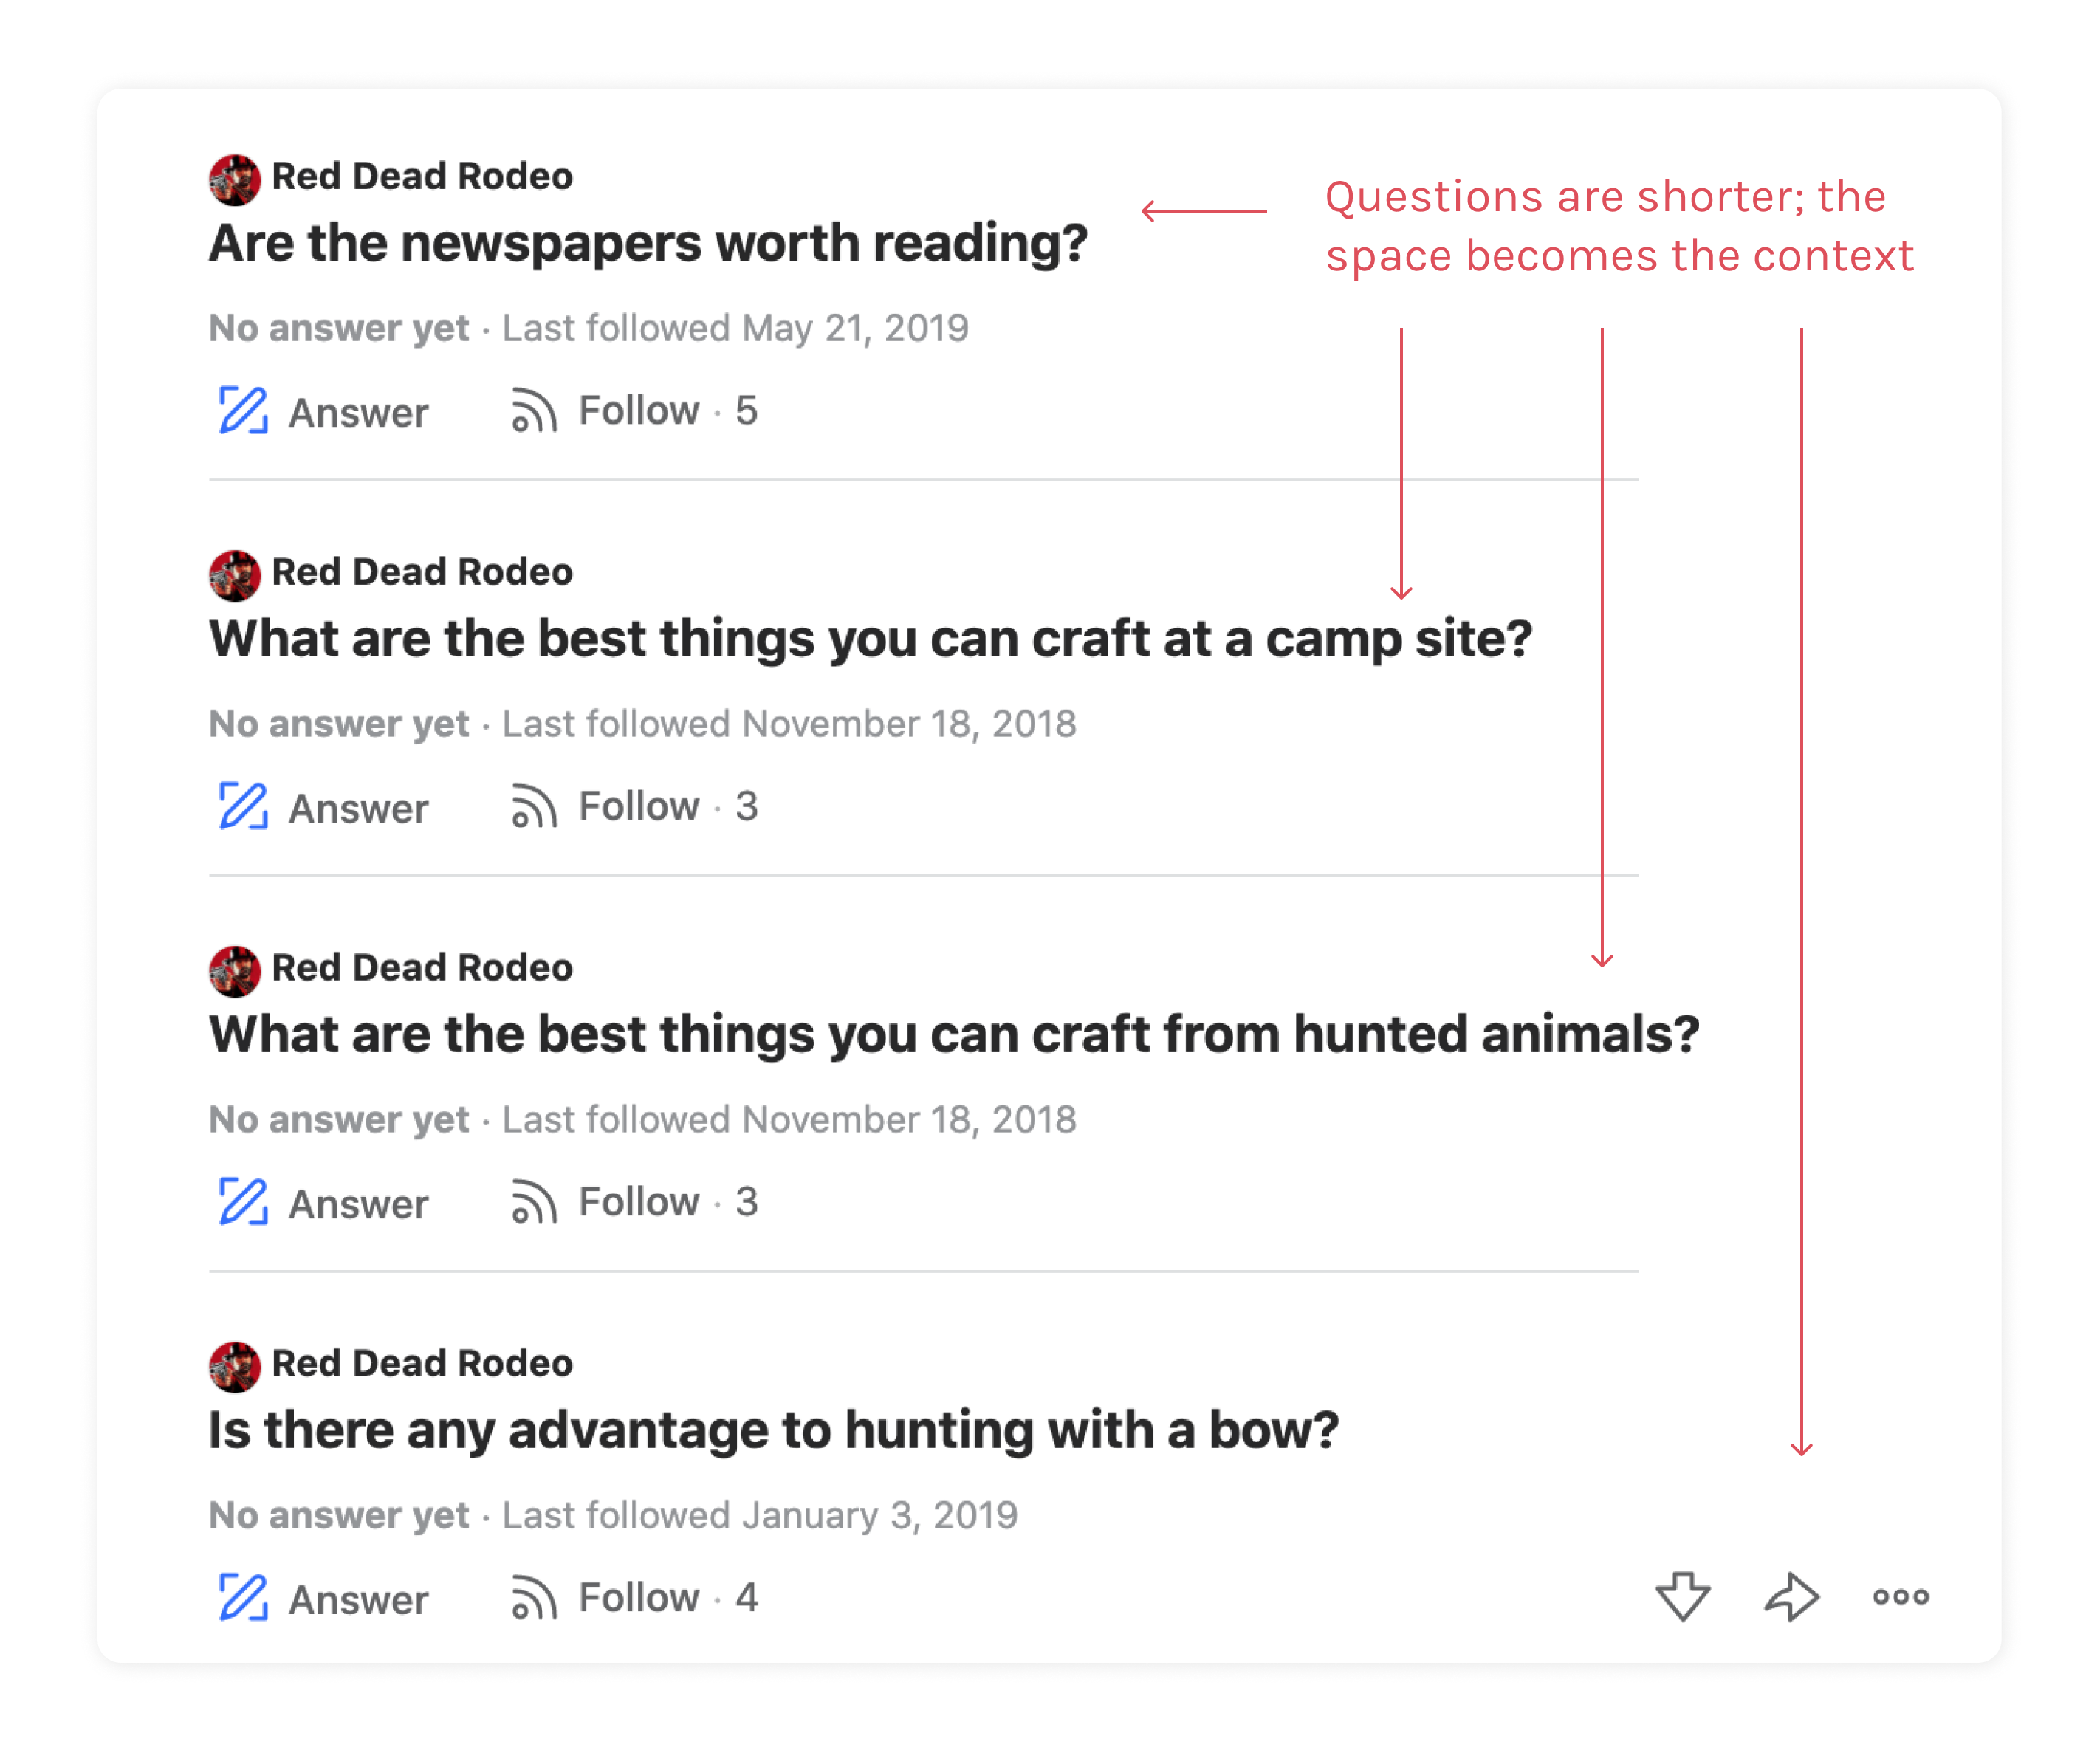 Red Dead Rodeo
Are the newspapers worth reading?
No answer yet · Last followed May 21, 2019
Answer Follow · 5
Questions are shorter; the
space becomes the context
Red Dead Rodeo
What are the best things you can craft at a camp site?
No answer yet · Last followed November 18, 2018
Answer Follow · 3
Red Dead Rodeo
What are the best things you can craft from hunted animals?
No answer yet · Last followed November 18, 2018
Answer Follow · 3
Red Dead Rodeo
Is there any advantage to hunting with a bow?
No answer yet · Last followed January 3, 2019
Answer Follow · 4